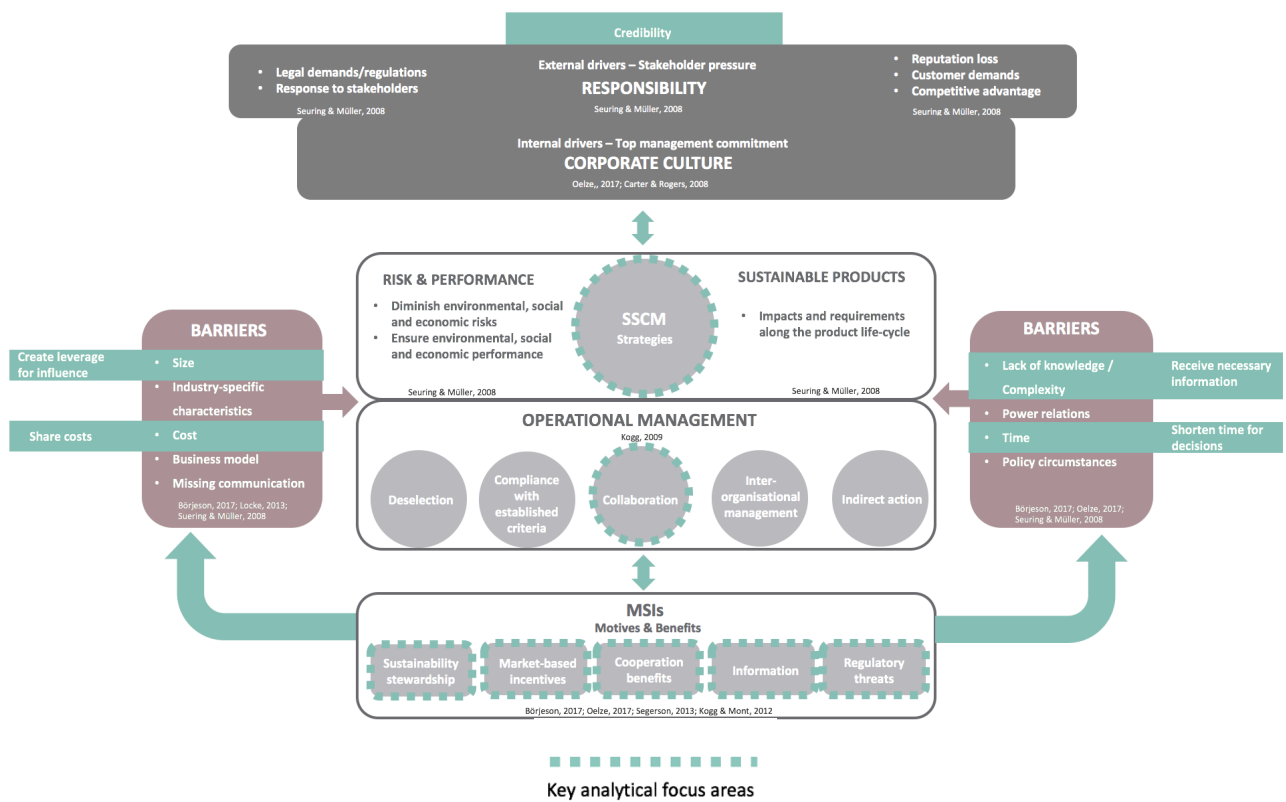 Credibility
External drivers – Stakeholder pressure
RESPONSIBILITY
Seuring & Müller, 2008
• Legal demands/regulations
• Response to stakeholders
Seuring & Müller, 2008
• Reputation loss
• Customer demands
• Competitive advantage
Seuring & Müller, 2008
Internal drivers – Top management commitment
CORPORATE CULTURE
Oelze,, 2017; Carter & Rogers, 2008
RISK & PERFORMANCE
• Diminish environmental, social
and economic risks
• Ensure environmental, social
and economic performance
Seuring & Müller, 2008
SSCM
Strategies
SUSTAINABLE PRODUCTS
• Impacts and requirements
along the product life-cycle
Seuring & Müller, 2008
BARRIERS
Create leverage
for influence
• Size
• Industry-specific
characteristics
Share costs
• Cost
• Business model
• Missing communication
Börjeson, 2017; Locke, 2013;
Suering & Müller, 2008
BARRIERS
• Lack of knowledge /
Complexity
Receive necessary
information
• Power relations
• Time
Shorten time for
decisions
• Policy circumstances
Börjeson, 2017; Oelze, 2017;
Seuring & Müller, 2008
OPERATIONAL MANAGEMENT
Kogg, 2009
Deselection
Compliance
with
established
criteria
Collaboration
Inter-
organisational
management
Indirect action
MSIs
Motives & Benefits
Sustainability
stewardship
Market-based
incentives
Cooperation
benefits
Information
Regulatory
threats
Börjeson, 2017; Oelze, 2017; Segerson, 2013; Kogg & Mont, 2012
Key analytical focus areas